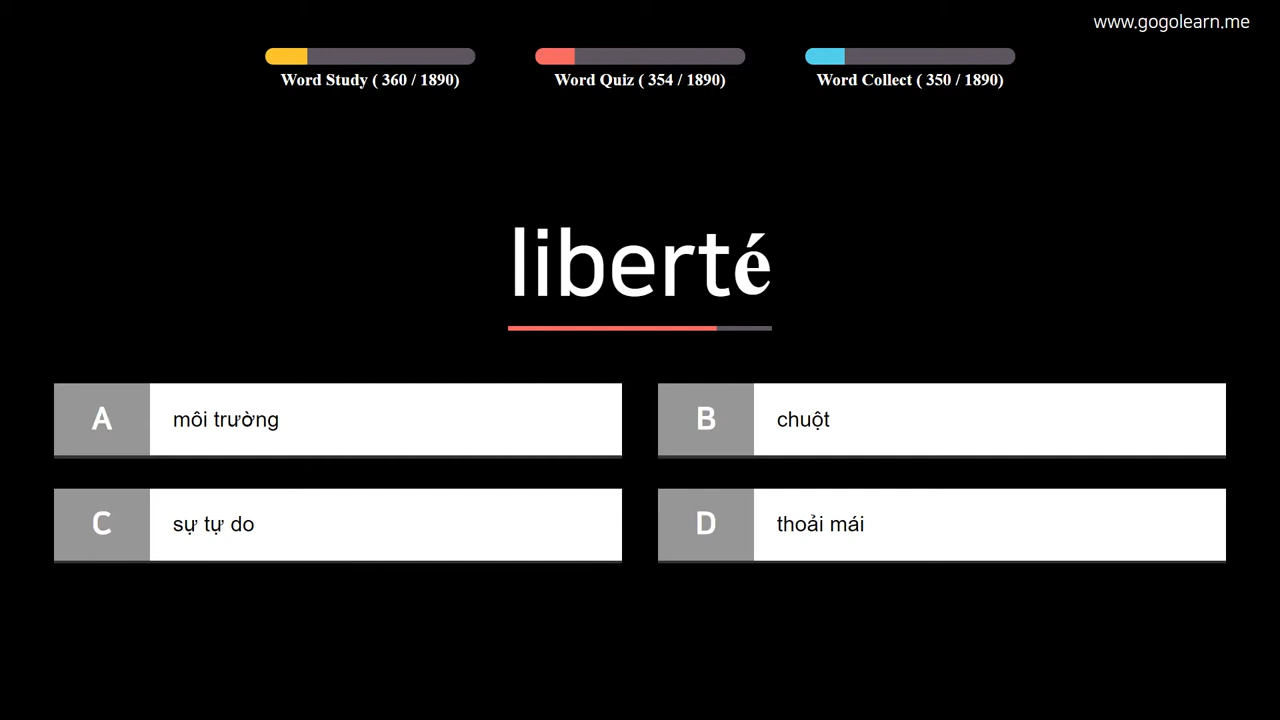 www.gogolearn.me
Word Study ( 360 / 1890)
Word Quiz ( 354 / 1890)
Word Collect ( 350 / 1890)
liberté
A môi trường
B chuột
C sự tự do
D thoải mái